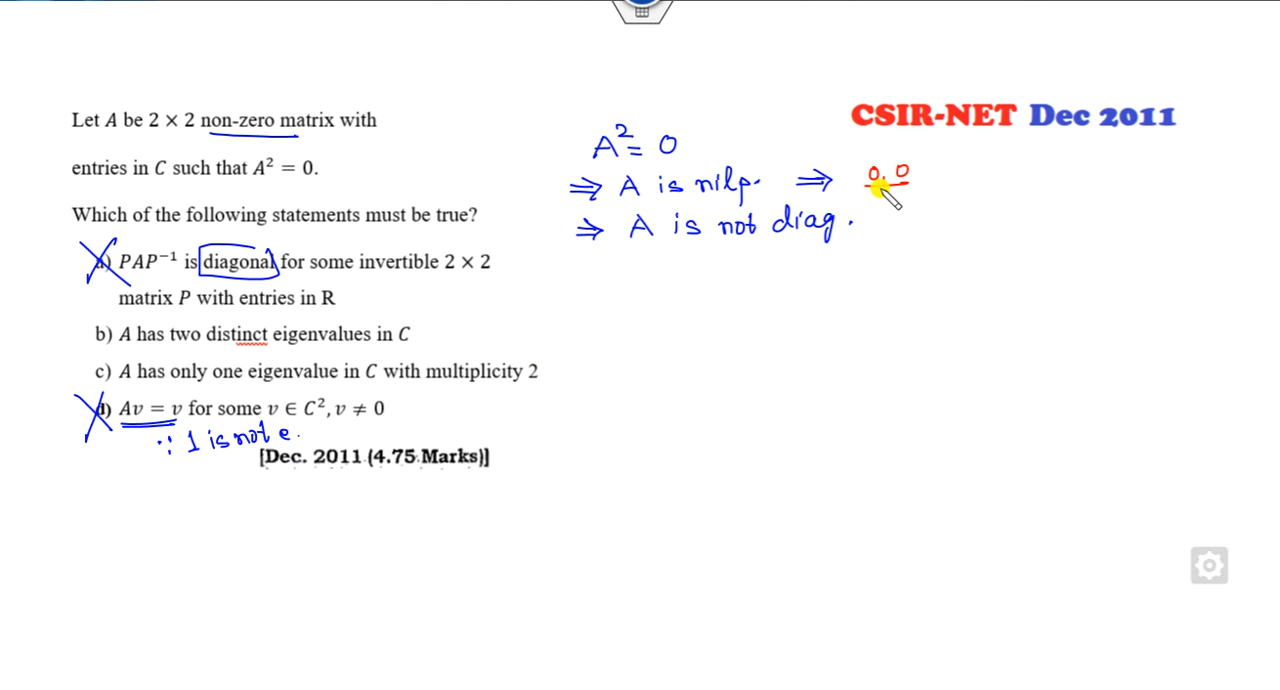 Let A be 2 × 2 non-zero matrix with
entries in C such that A² = 0.
Which of the following statements must be true?
a) PAP⁻¹ is diagonal for some invertible 2 × 2
matrix P with entries in R
b) A has two distinct eigenvalues in C
c) A has only one eigenvalue in C with multiplicity 2
d) Av = v for some v ∈ C², v ≠ 0
∵ 1 is not e.
[Dec. 2011 (4.75 Marks)]
CSIR-NET Dec 2011
A² = 0
⇒ A is nilp. ⇒ 0, 0
⇒ A is not diag.